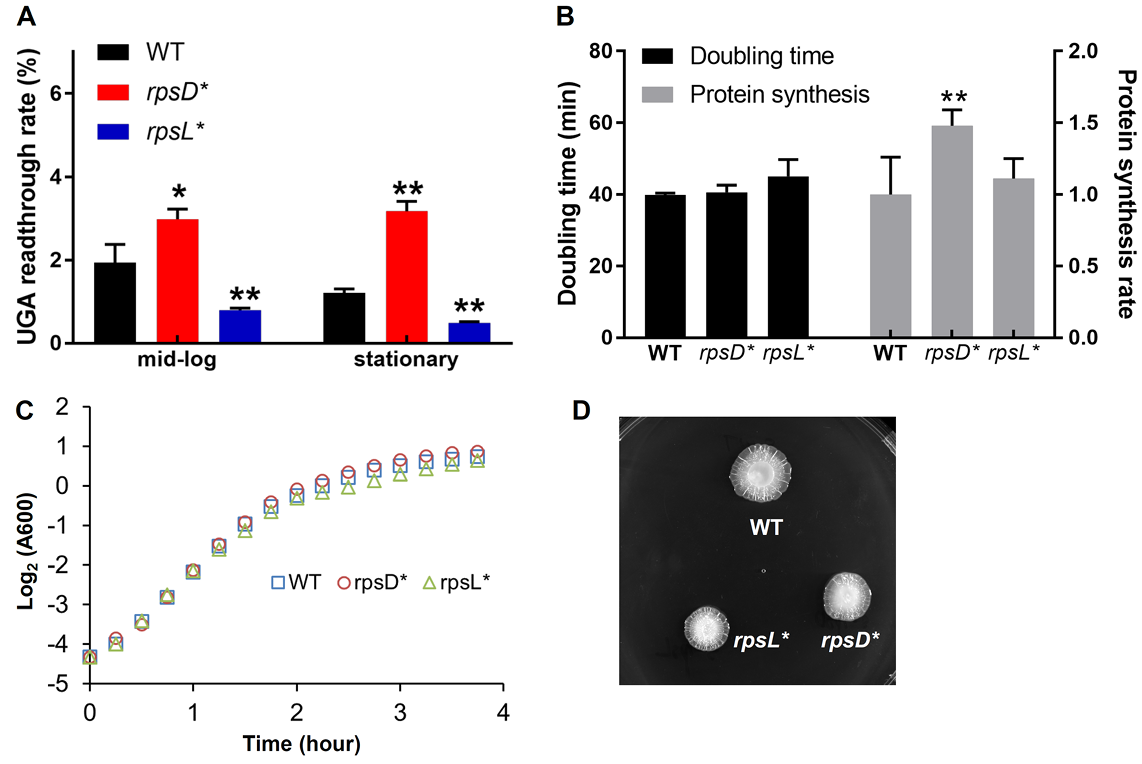 A
UGA readthrough rate (%)
6
4
2
0
WT
rpsD*
rpsL*
*
**
**
**
mid-log
stationary
B
Doubling time (min)
80
60
40
20
0
Doubling time
Protein synthesis
**
2.0
1.5
1.0
0.5
0.0
Protein synthesis rate
WT rpsD* rpsL* WT rpsD* rpsL*
C
Log2 (A600)
2
1
0
-1
-2
-3
-4
-5
WT rpsD* rpsL*
0 1 2 3 4
Time (hour)
D
WT
rpsL* rpsD*